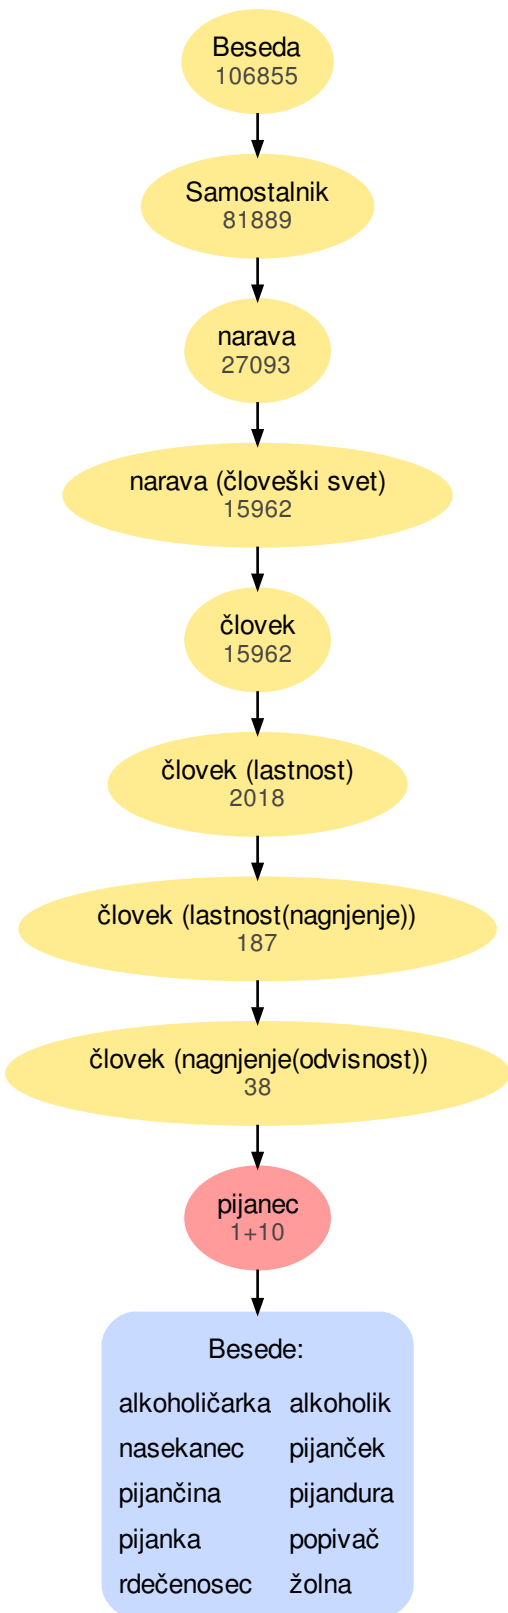 Beseda
106855
Samostalnik
81889
narava
27093
narava (človeški svet)
15962
človek
15962
človek (lastnost)
2018
človek (lastnost(nagnjenje))
187
človek (nagnjenje(odvisnost))
38
pijanec
1+10
Besede:
alkoholičarka alkoholik
nasekanec pijanček
pijančina pijandura
pijanka popivač
rdečenosec žolna